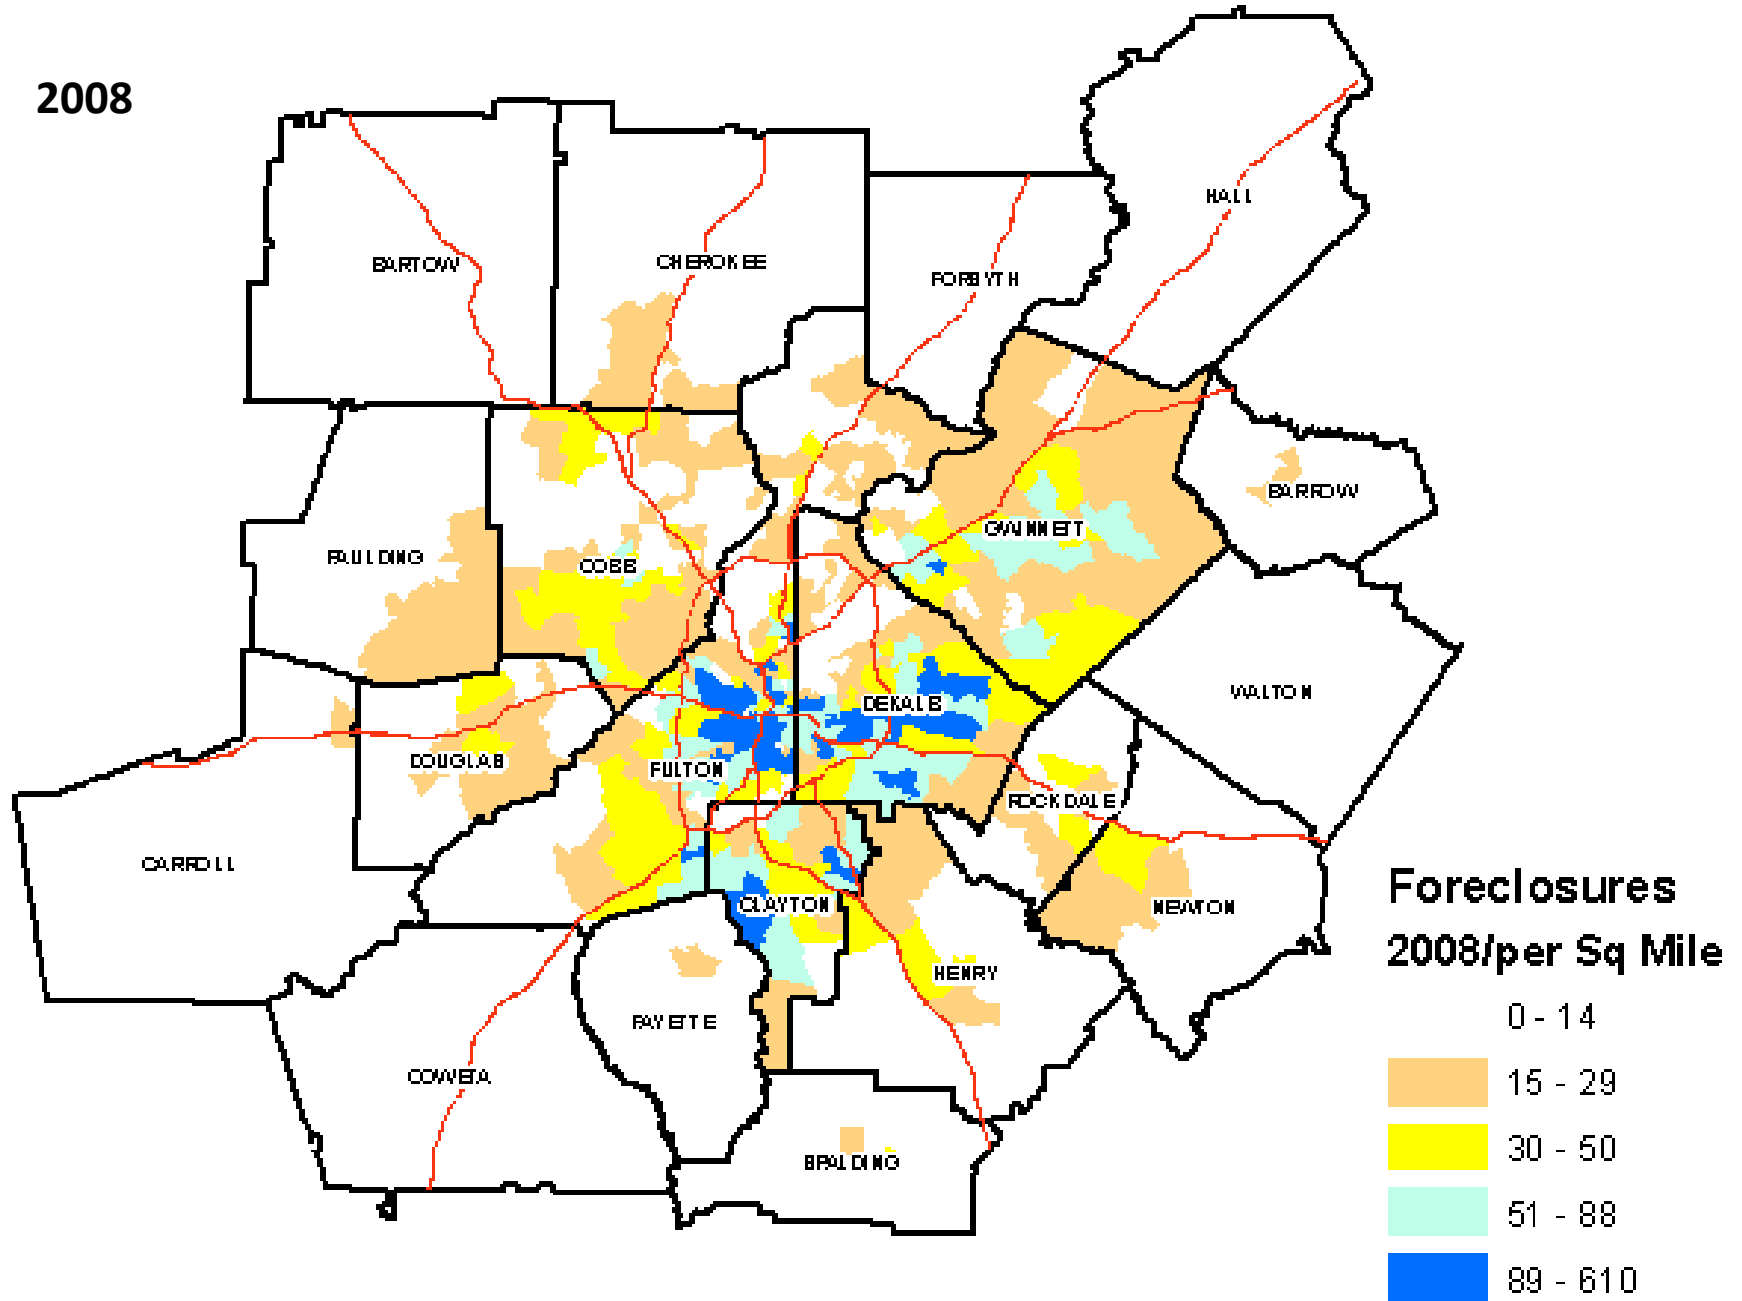 2008
HALL
BARTOW
CHEROKEE
FORSYTH
BARROW
GWINNETT
PAULDING
COBB
WALTON
DEKALB
DOUGLAS
FULTON
ROCKDALE
CARROLL
CLAYTON
NEWTON
HENRY
FAYETTE
COWETA
SPALDING
Foreclosures
2008/per Sq Mile
0 - 14
15 - 29
30 - 50
51 - 88
89 - 610